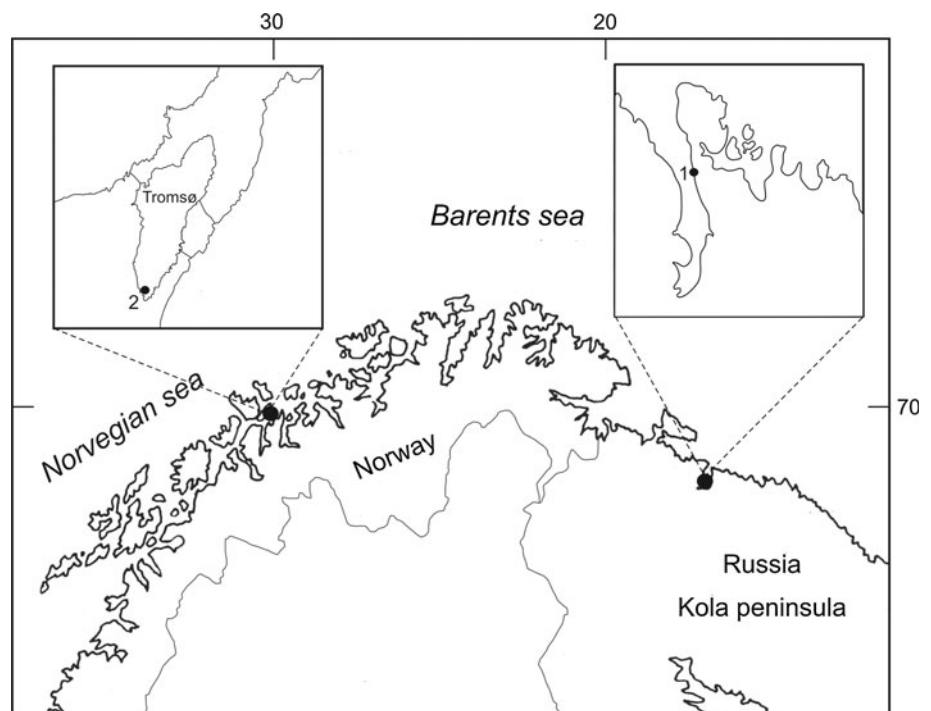 30
20
Tromsø
1
Barents sea
2
Norvegian sea
70
Norway
Russia
Kola peninsula